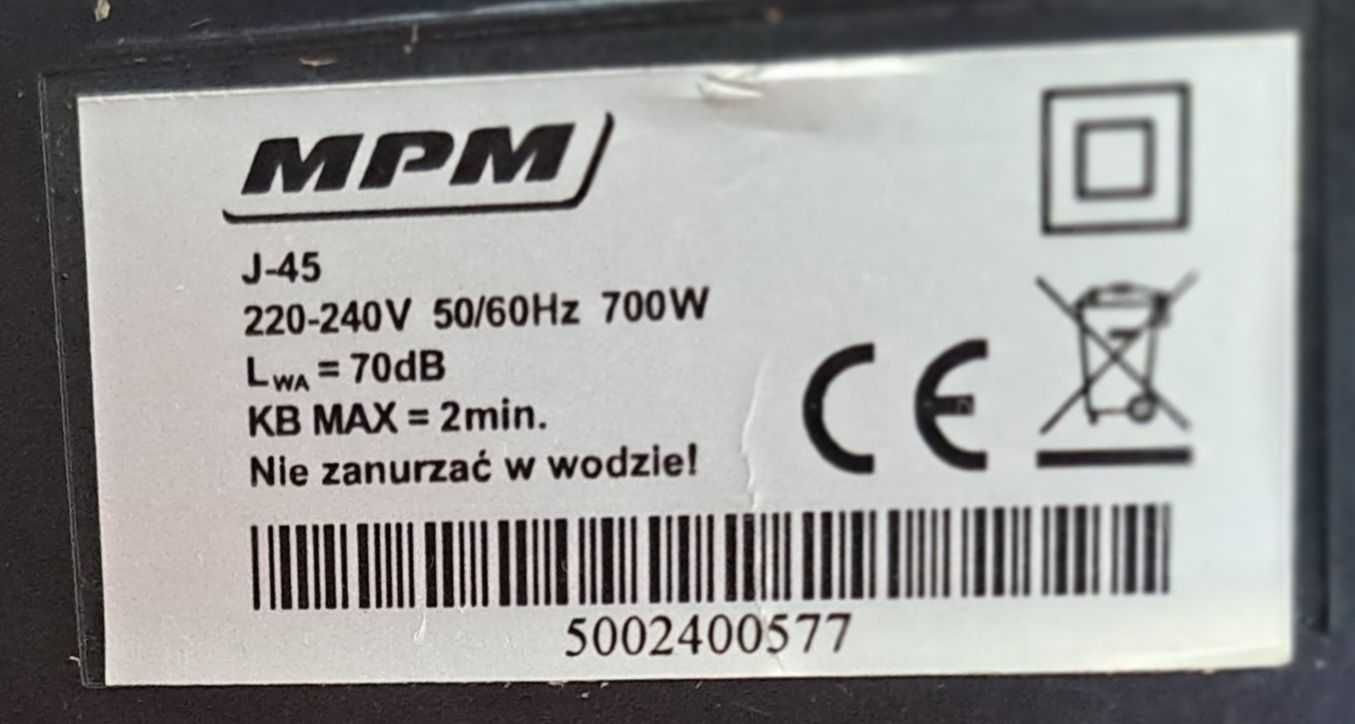 MPM
J-45
220-240V 50/60Hz 700W
LWA = 70dB
KB MAX = 2min.
Nie zanurzać w wodzie!
CE
5002400577